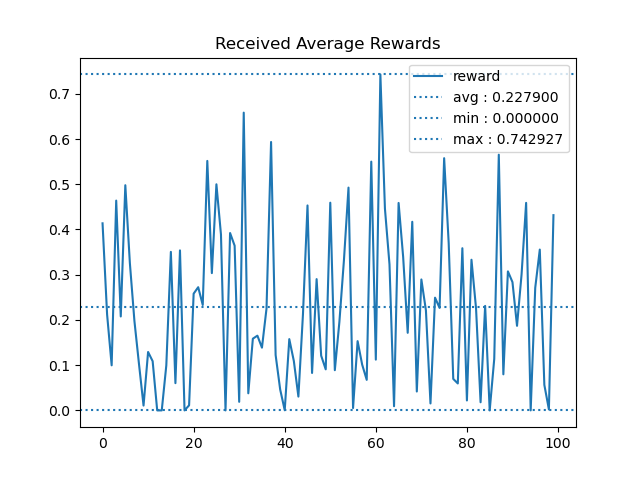 Received Average Rewards
reward
avg : 0.227900
min : 0.000000
max : 0.742927
0.7
0.6
0.5
0.4
0.3
0.2
0.1
0.0
0 20 40 60 80 100